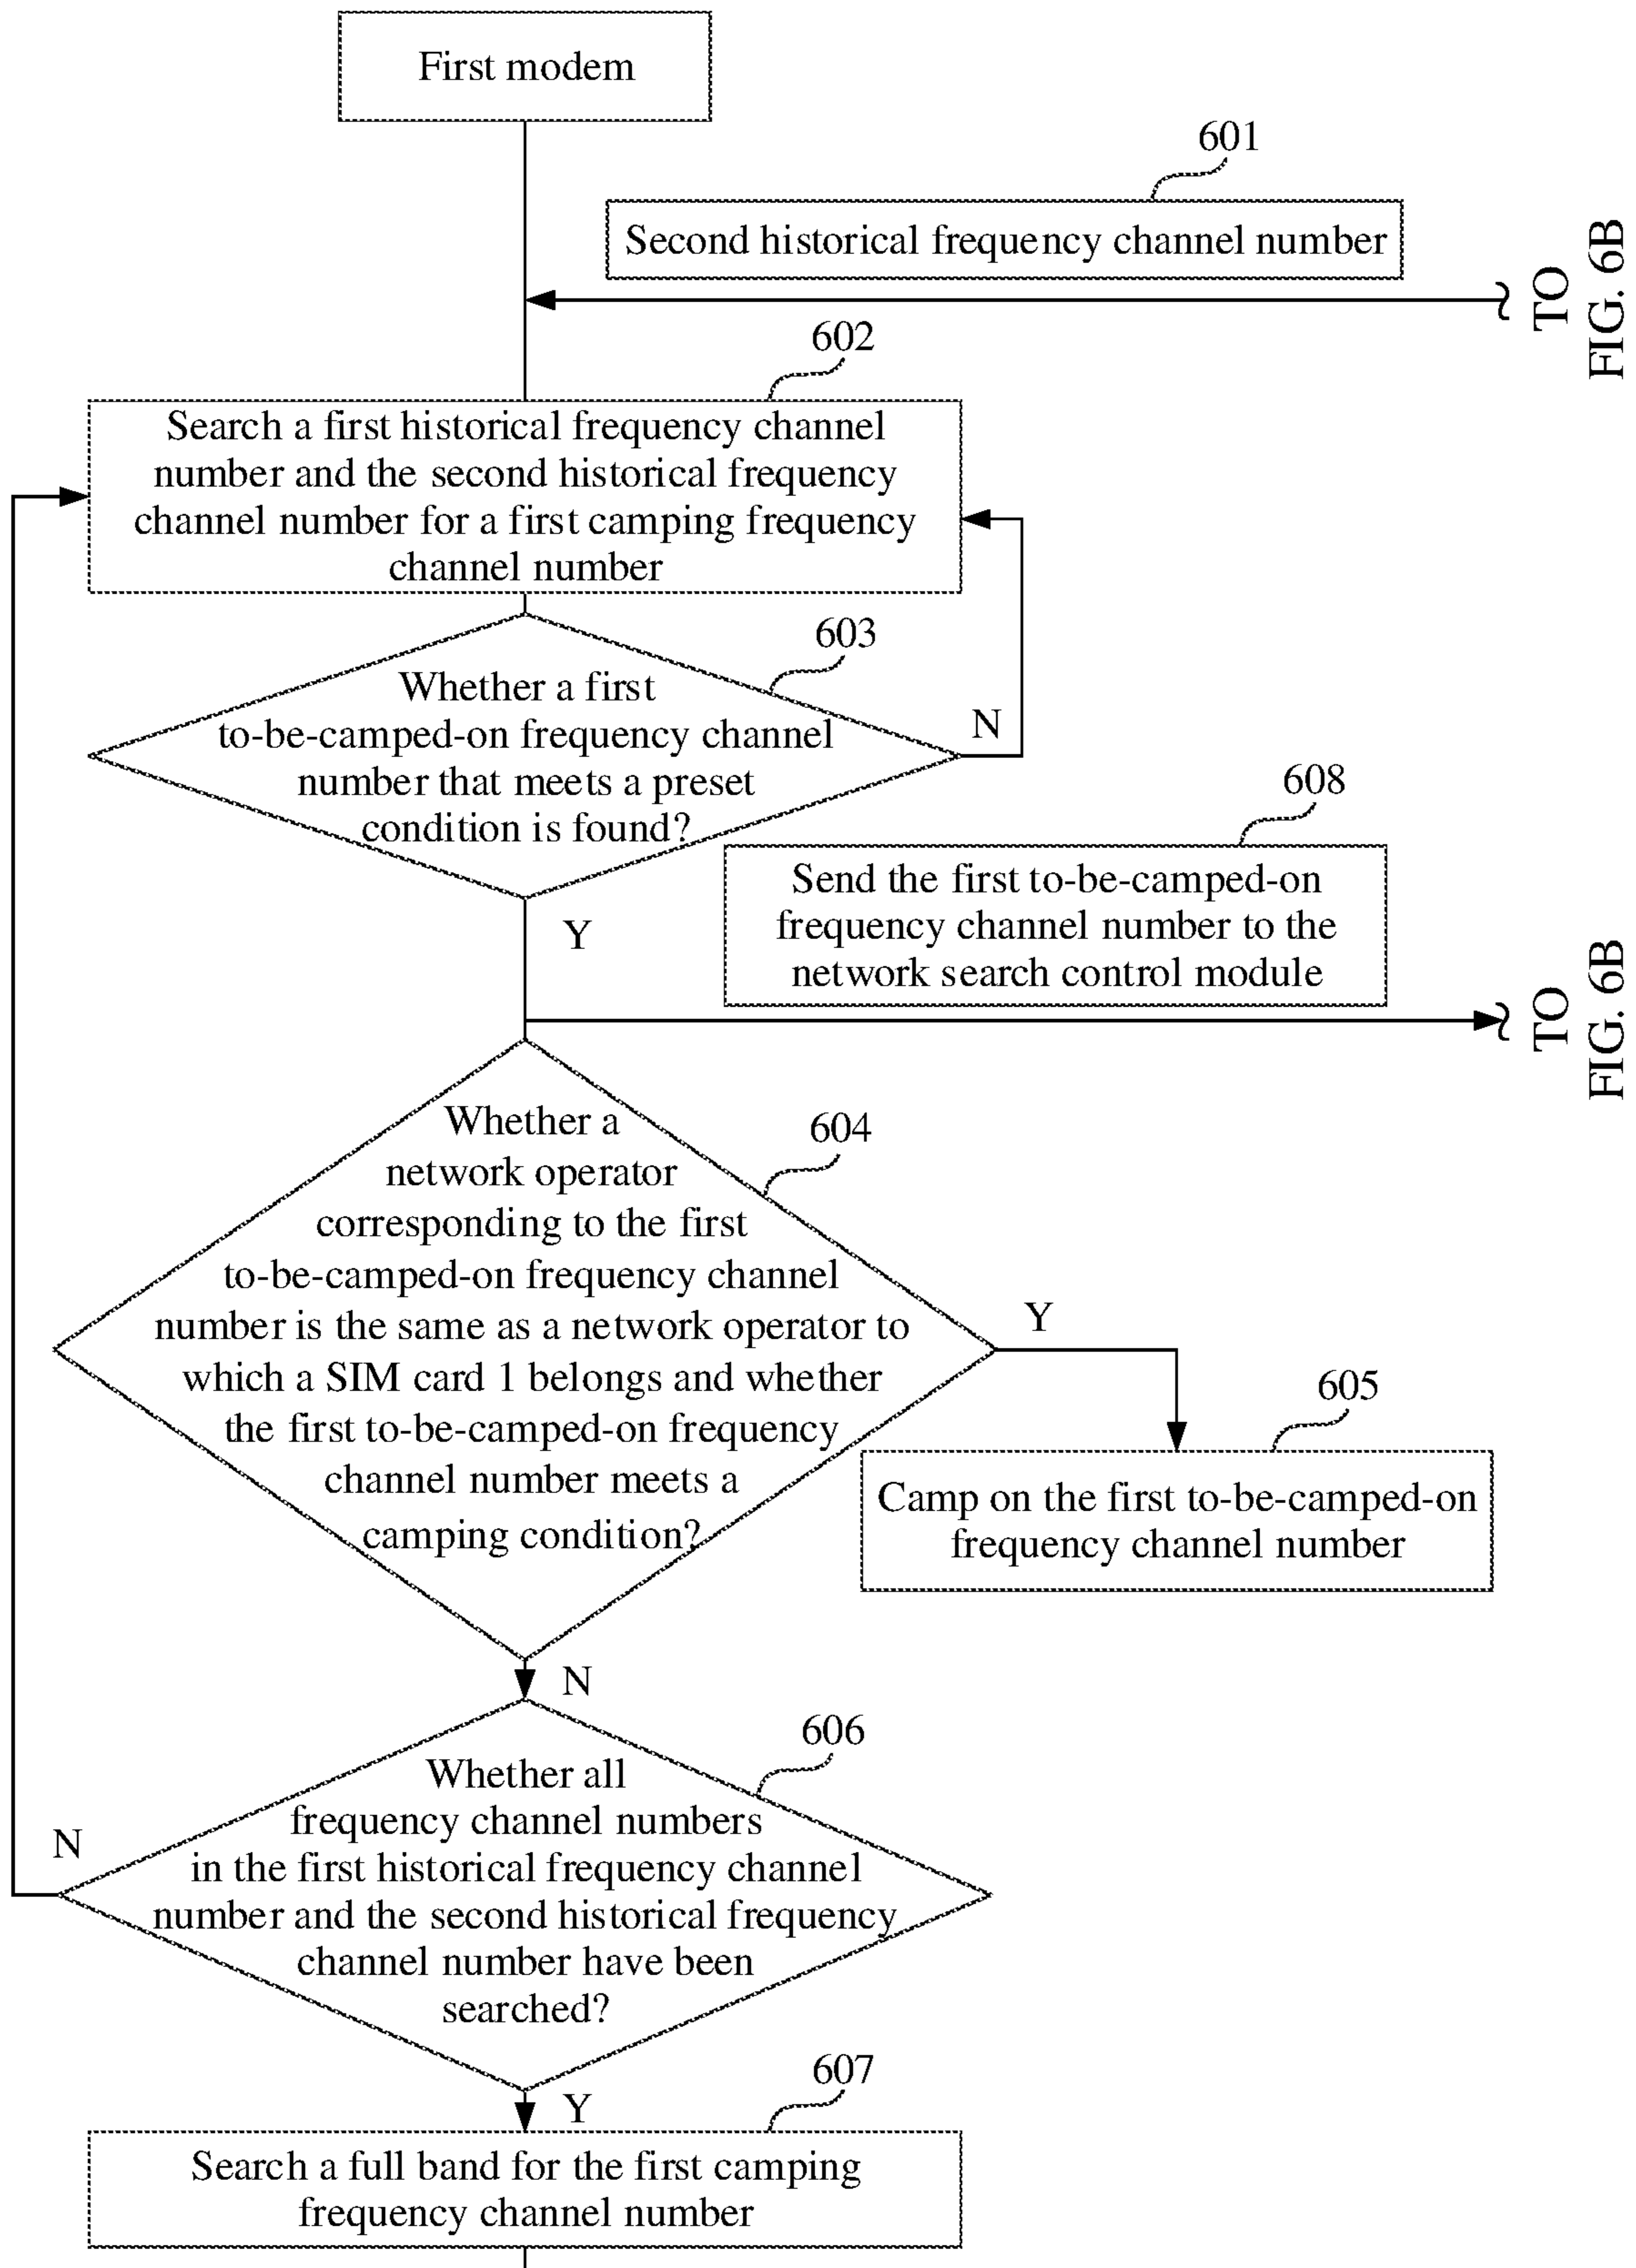 First modem
601
Second historical frequency channel number
TO
FIG. 6B
602
Search a first historical frequency channel
number and the second historical frequency
channel number for a first camping frequency
channel number
603
Whether a first
to-be-camped-on frequency channel
number that meets a preset
condition is found?
N
Y
608
Send the first to-be-camped-on
frequency channel number to the
network search control module
TO
FIG. 6B
604
Whether a
network operator
corresponding to the first
to-be-camped-on frequency channel
number is the same as a network operator to
which a SIM card 1 belongs and whether
the first to-be-camped-on frequency
channel number meets a
camping condition?
Y
605
Camp on the first to-be-camped-on
frequency channel number
N
606
Whether all
frequency channel numbers
in the first historical frequency channel
number and the second historical frequency
channel number have been
searched?
N
Y
607
Search a full band for the first camping
frequency channel number